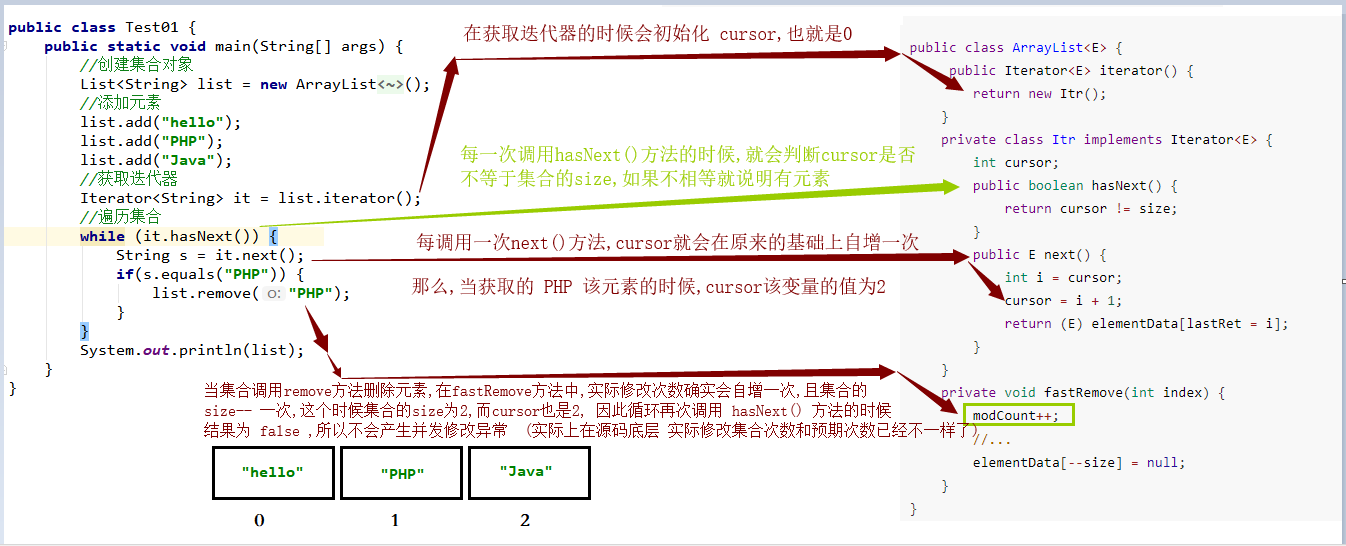 public class Test01 {
public static void main(String[] args) {
//创建集合对象
List<String> list = new ArrayList<~>();
//添加元素
list.add("hello");
list.add("PHP");
list.add("Java");
//获取迭代器
Iterator<String> it = list.iterator();
//遍历集合
while (it.hasNext()) {
String s = it.next();
if(s.equals("PHP")) {
list.remove( o: "PHP");
}
}
System.out.println(list);
}
}
在获取迭代器的时候会初始化 cursor,也就是0
每一次调用hasNext()方法的时候,就会判断cursor是否
不等于集合的size,如果不相等就说明有元素
每调用一次next()方法,cursor就会在原来的基础上自增一次
那么,当获取的 PHP 该元素的时候,cursor该变量的值为2
当集合调用remove方法删除元素,在fastRemove方法中,实际修改次数确实会自增一次,且集合的
size-- 一次,这个时候集合的size为2,而cursor也是2, 因此循环再次调用 hasNext() 方法的时候
结果为 false ,所以不会产生并发修改异常 (实际上在源码底层 实际修改集合次数和预期次数已经不一样了)
"hello"
"PHP"
"Java"
0
1
2
public class ArrayList<E> {
public Iterator<E> iterator() {
return new Itr();
}
private class Itr implements Iterator<E> {
int cursor;
public boolean hasNext() {
return cursor != size;
}
public E next() {
int i = cursor;
cursor = i + 1;
return (E) elementData[lastRet = i];
}
}
private void fastRemove(int index) {
modCount++;
//...
elementData[--size] = null;
}
}